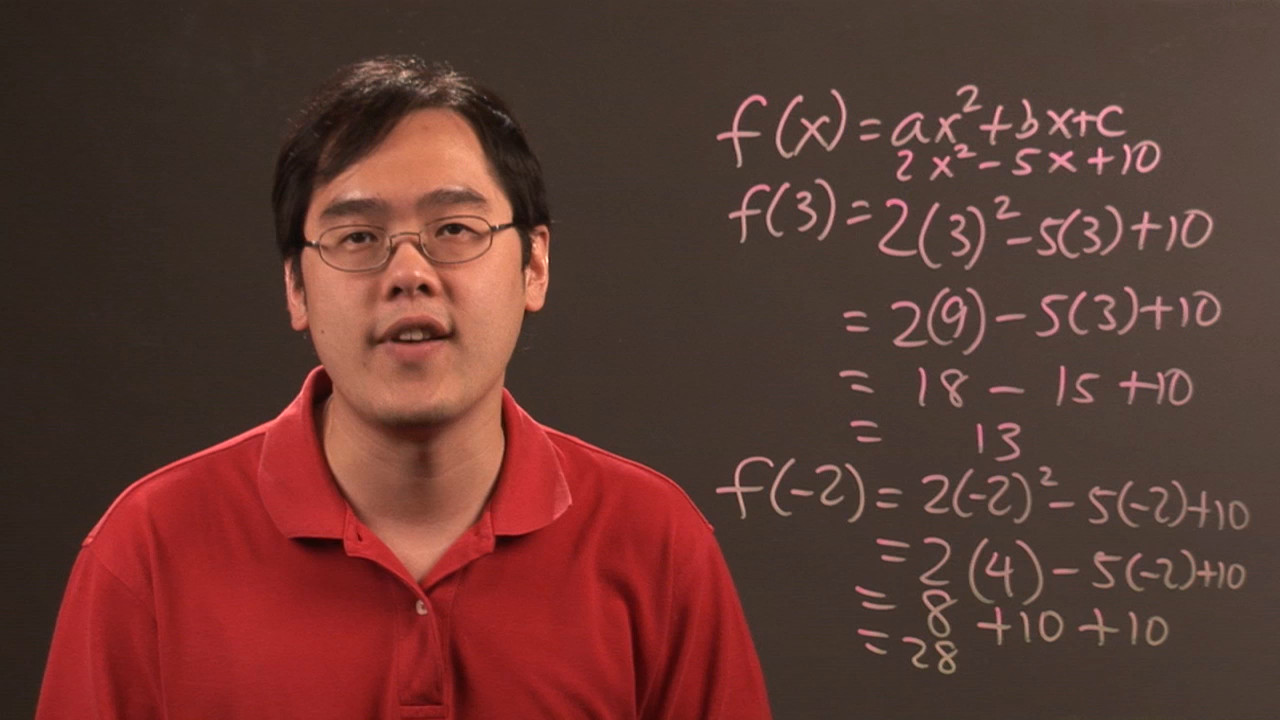 f(x) = ax² + bx + c
2x² - 5x + 10
f(3) = 2(3)² - 5(3) + 10
= 2(9) - 5(3) + 10
= 18 - 15 + 10
= 13
f(-2) = 2(-2)² - 5(-2) + 10
= 2(4) - 5(-2) + 10
= 8 + 10 + 10
= 28